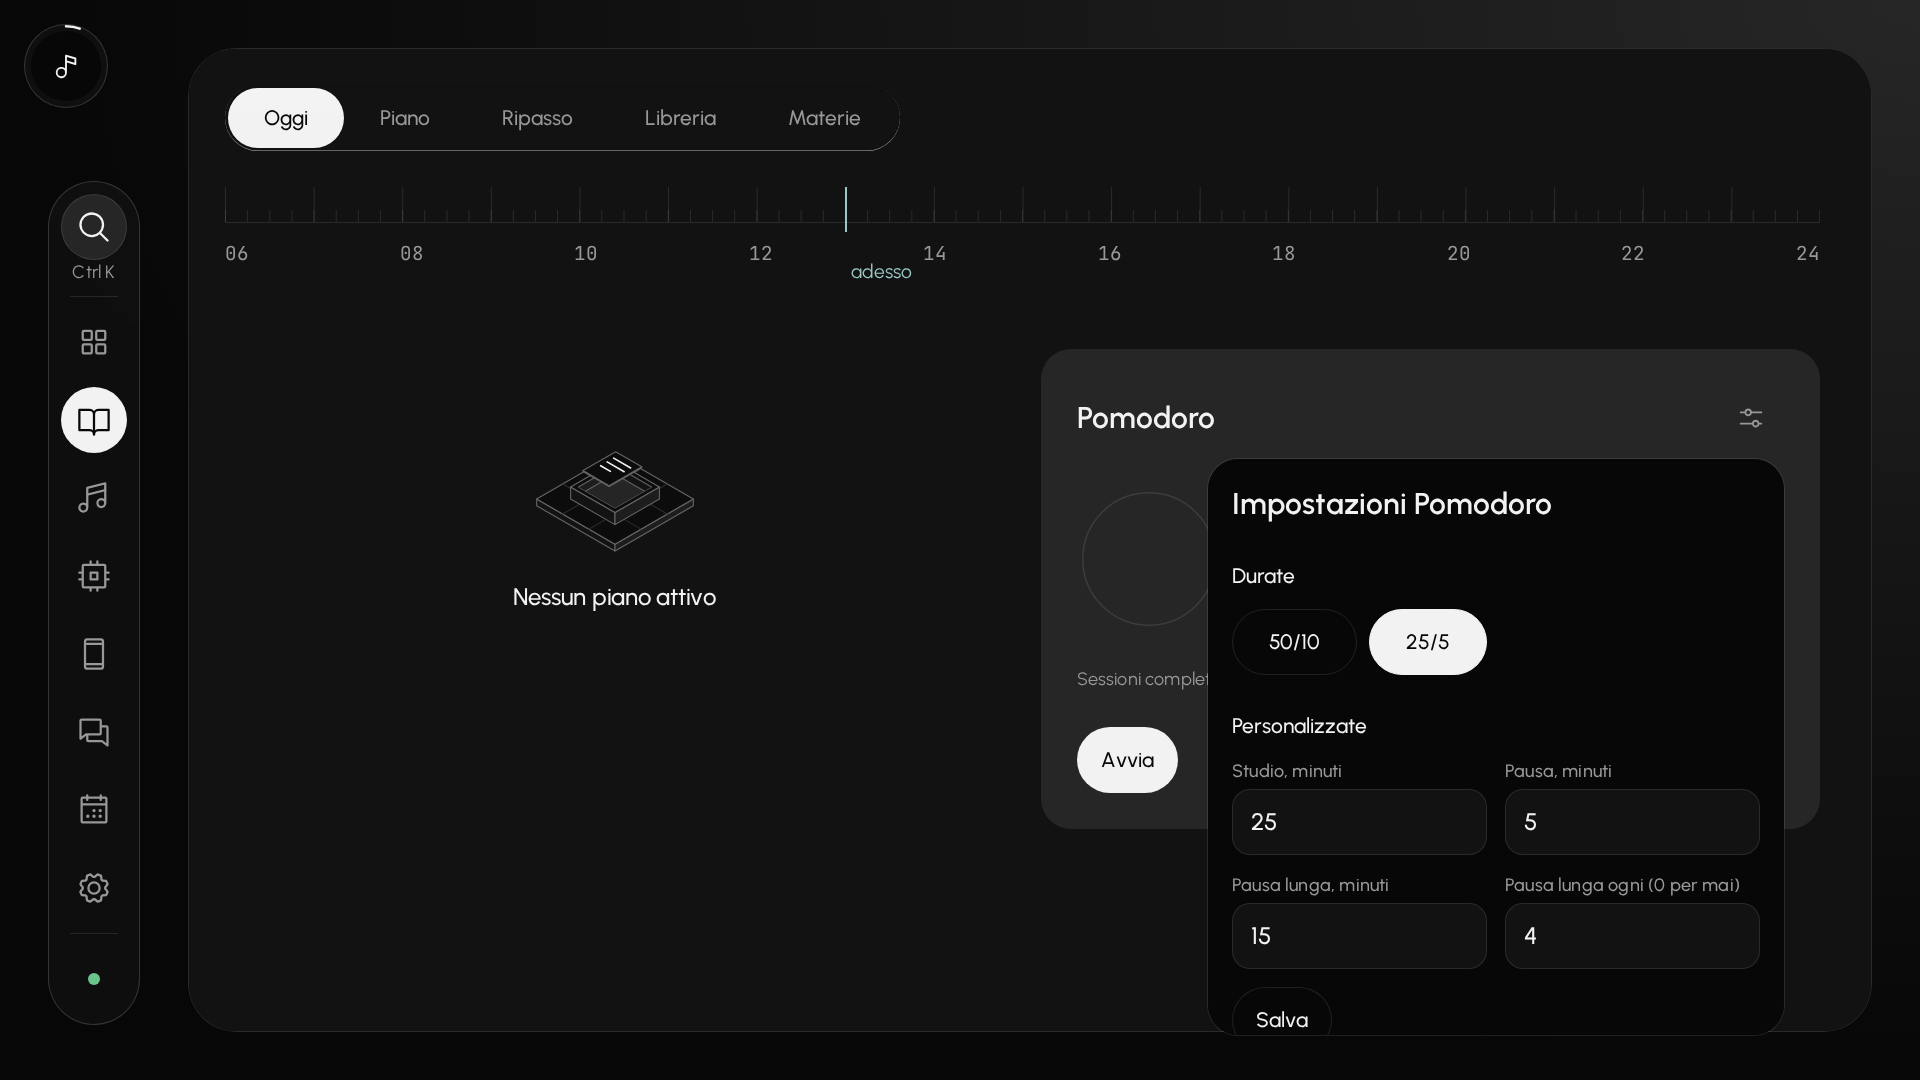 Oggi
Piano
Ripasso
Libreria
Materie
Ctrl K
06
08
10
12
14
16
18
20
22
24
adesso
Nessun piano attivo
Pomodoro
Sessioni complet
Avvia
Impostazioni Pomodoro
Durate
50/10
25/5
Personalizzate
Studio, minuti
Pausa, minuti
25
5
Pausa lunga, minuti
Pausa lunga ogni (0 per mai)
15
4
Salva